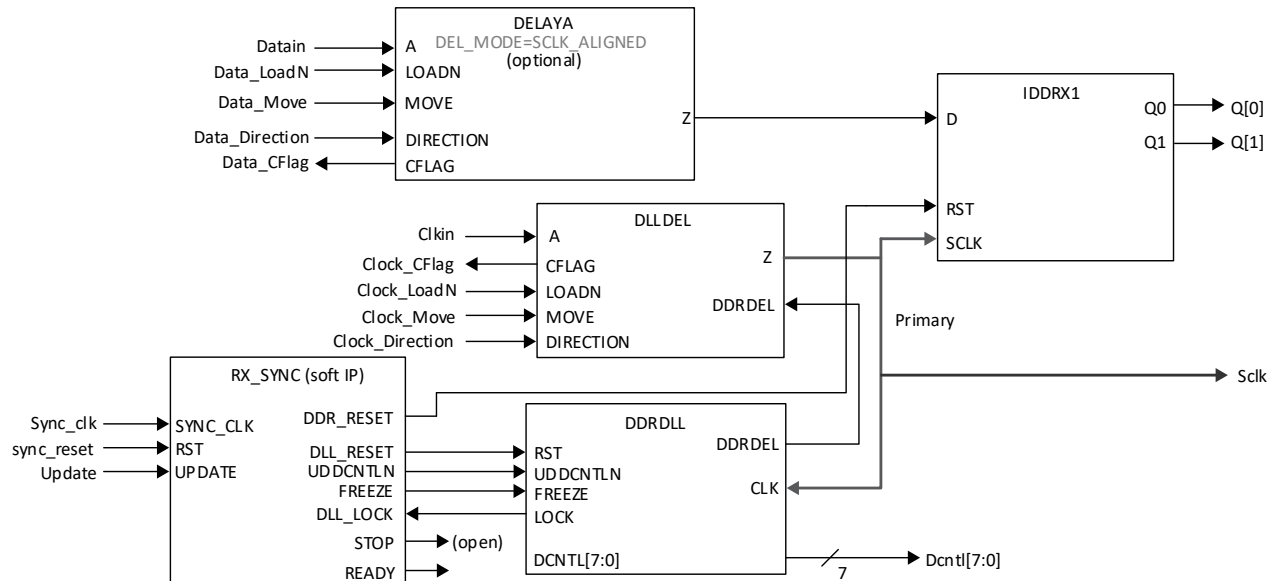 DELAYA
DEL_MODE=SCLK_ALIGNED
(optional)
Datain
A
Data_LoadN
LOADN
Data_Move
MOVE
Data_Direction
DIRECTION
Data_CFlag
CFLAG
Z
IDDRX1
D
Q0
Q[0]
Q1
Q[1]
RST
SCLK
DLLDEL
Clkin
A
Clock_CFlag
CFLAG
Clock_LoadN
LOADN
Clock_Move
MOVE
Clock_Direction
DIRECTION
Z
DDRDEL
Primary
Sclk
RX_SYNC (soft IP)
Sync_clk
SYNC_CLK
sync_reset
RST
Update
UPDATE
DDR_RESET
DLL_RESET
UDDCNTLN
FREEZE
DLL_LOCK
STOP
(open)
READY
DDRDLL
RST
UDDCNTLN
FREEZE
LOCK
DCNTL[7:0]
DDRDEL
CLK
7
Dcntl[7:0]